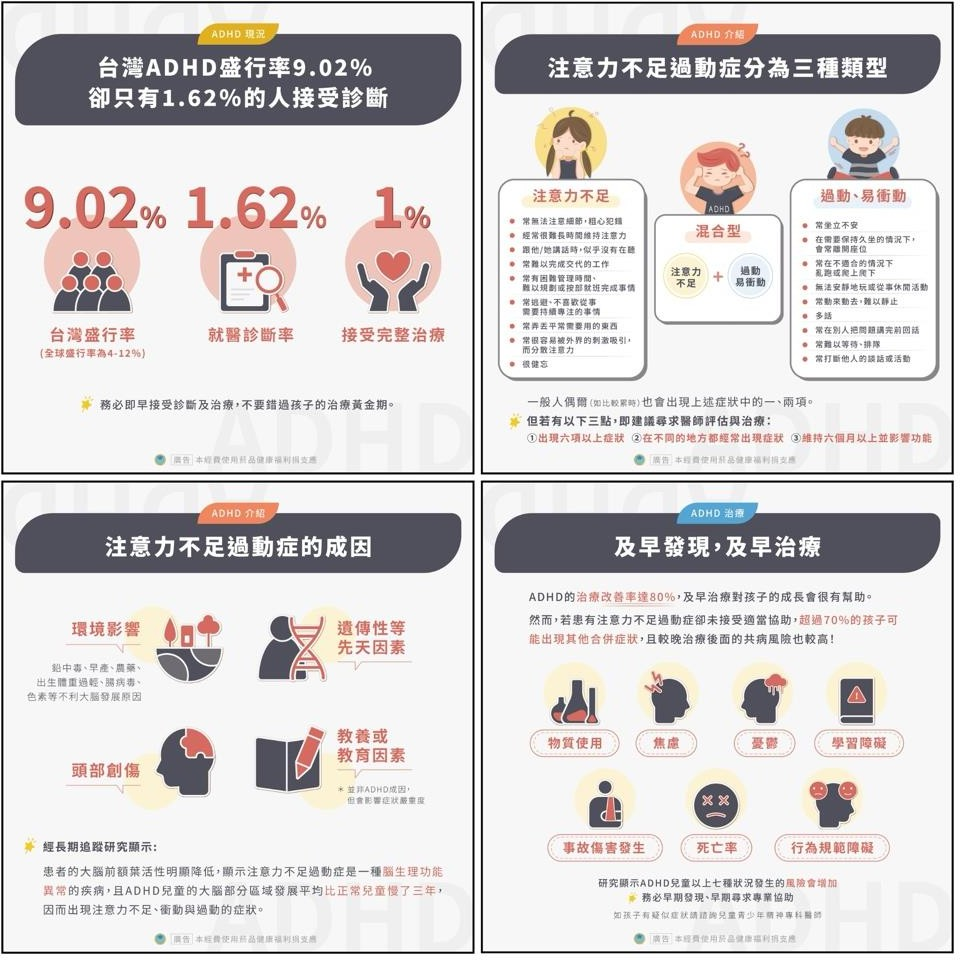 ADHD 現況
台灣ADHD盛行率9.02%
卻只有1.62%的人接受診斷
9.02%
台灣盛行率
(全球盛行率為4-12%)
1.62%
就醫診斷率
1%
接受完整治療
務必即早接受診斷及治療,不要錯過孩子的治療黃金期。
廣告 本經費使用菸品健康福利捐支應
ADHD 介紹
注意力不足過動症分為三種類型
注意力不足
常無法注意細節,粗心犯錯
經常很難長時間維持注意力
跟他/她講話時,似乎沒有在聽
常難以完成交代的工作
常有困難管理時間、
難以規劃或按部就班完成事情
常逃避、不喜歡從事
需要持續專注的事情
常弄丟平常需要用的東西
常很容易被外界的刺激吸引,
而分散注意力
很健忘
ADHD
混合型
注意力
不足
+
過動
易衝動
過動、易衝動
常坐立不安
在需要保持久坐的情況下,
會常離開座位
常在不適合的情況下
亂跑或爬上爬下
無法安靜地玩或從事休閒活動
常動來動去,難以靜止
多話
常在別人把問題講完前回話
常難以等待、排隊
常打斷他人的談話或活動
一般人偶爾(如比較累時)也會出現上述症狀中的一、兩項。
但若有以下三點,即建議尋求醫師評估與治療:
①出現六項以上症狀 ②在不同的地方都經常出現症狀 ③維持六個月以上並影響功能
廣告 本經費使用菸品健康福利捐支應
ADHD 介紹
注意力不足過動症的成因
環境影響
鉛中毒、早產、農藥、
出生體重過輕、腸病毒、
色素等不利大腦發展原因
遺傳性等
先天因素
頭部創傷
教養或
教育因素
＊並非ADHD成因,
但會影響症狀嚴重度
經長期追蹤研究顯示:
患者的大腦前額葉活性明顯降低,顯示注意力不足過動症是一種腦生理功能
異常的疾病,且ADHD兒童的大腦部分區域發展平均比正常兒童慢了三年,
因而出現注意力不足、衝動與過動的症狀。
廣告 本經費使用菸品健康福利捐支應
ADHD 治療
及早發現,及早治療
ADHD的治療改善率達80%,及早治療對孩子的成長會很有幫助。
然而,若患有注意力不足過動症卻未接受適當協助,超過70%的孩子可
能出現其他合併症狀,且較晚治療後面的共病風險也較高!
物質使用
焦慮
憂鬱
學習障礙
事故傷害發生
死亡率
行為規範障礙
研究顯示ADHD兒童以上七種狀況發生的風險會增加
務必早期發現、早期尋求專業協助
如孩子有疑似症狀請諮詢兒童青少年精神專科醫師
廣告 本經費使用菸品健康福利捐支應